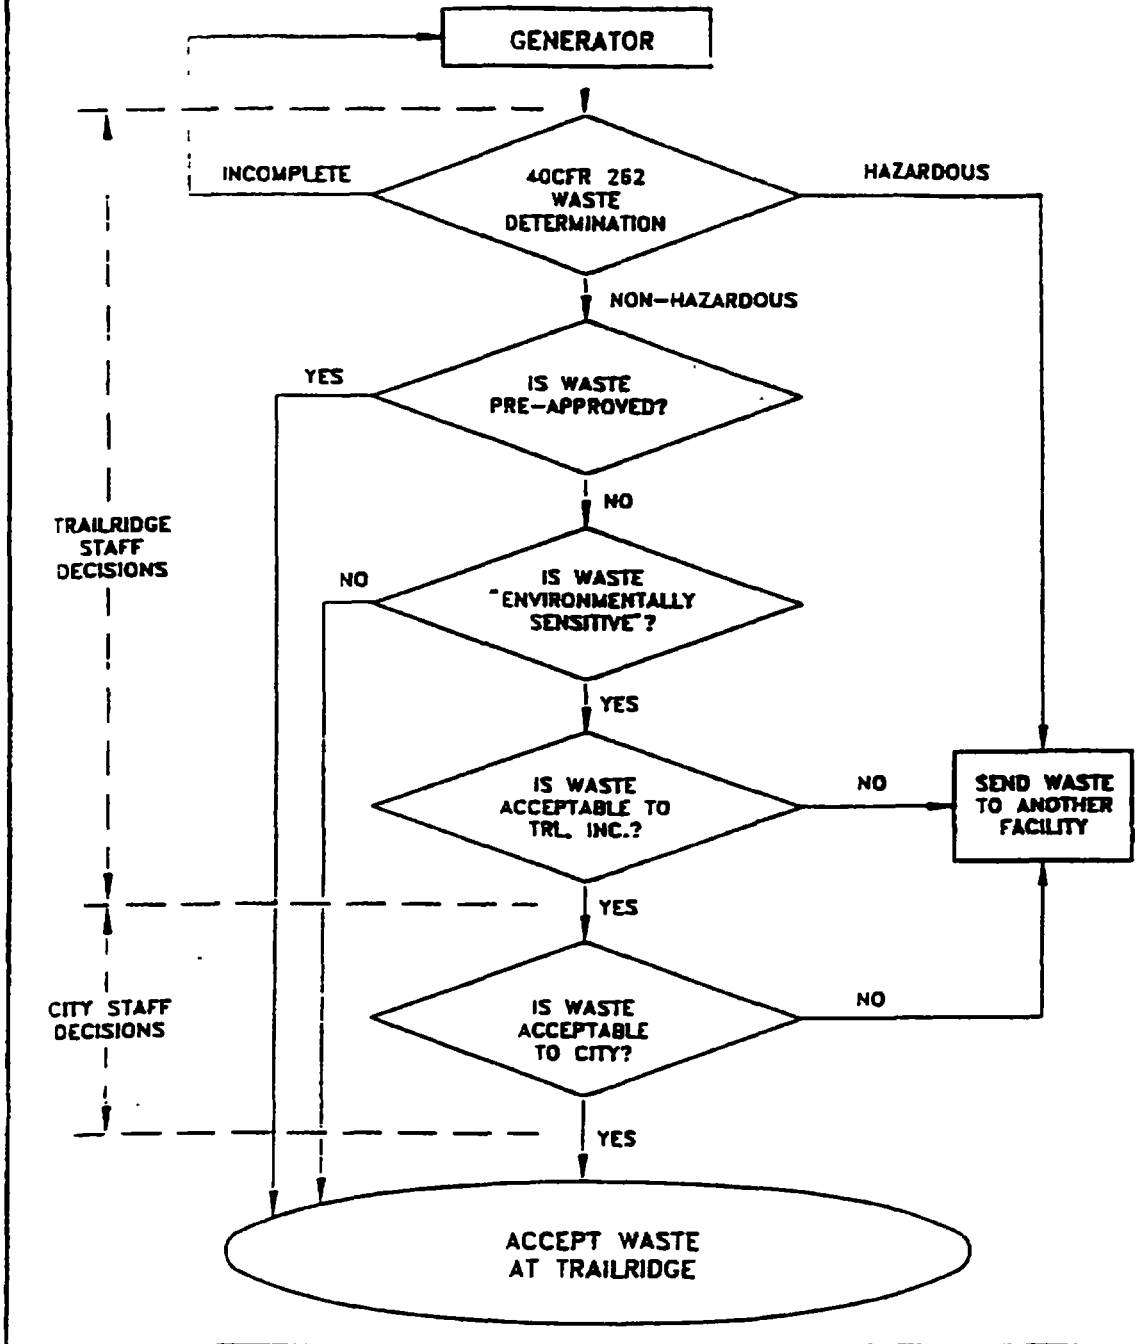 GENERATOR
INCOMPLETE
40CFR 262
WASTE
DETERMINATION
HAZARDOUS
NON-HAZARDOUS
YES
IS WASTE
PRE-APPROVED?
NO
TRAILRIDGE
STAFF
DECISIONS
NO
IS WASTE
"ENVIRONMENTALLY
SENSITIVE"?
YES
IS WASTE
ACCEPTABLE TO
TRL, INC.?
NO
SEND WASTE
TO ANOTHER
FACILITY
YES
CITY STAFF
DECISIONS
IS WASTE
ACCEPTABLE
TO CITY?
NO
YES
ACCEPT WASTE
AT TRAILRIDGE